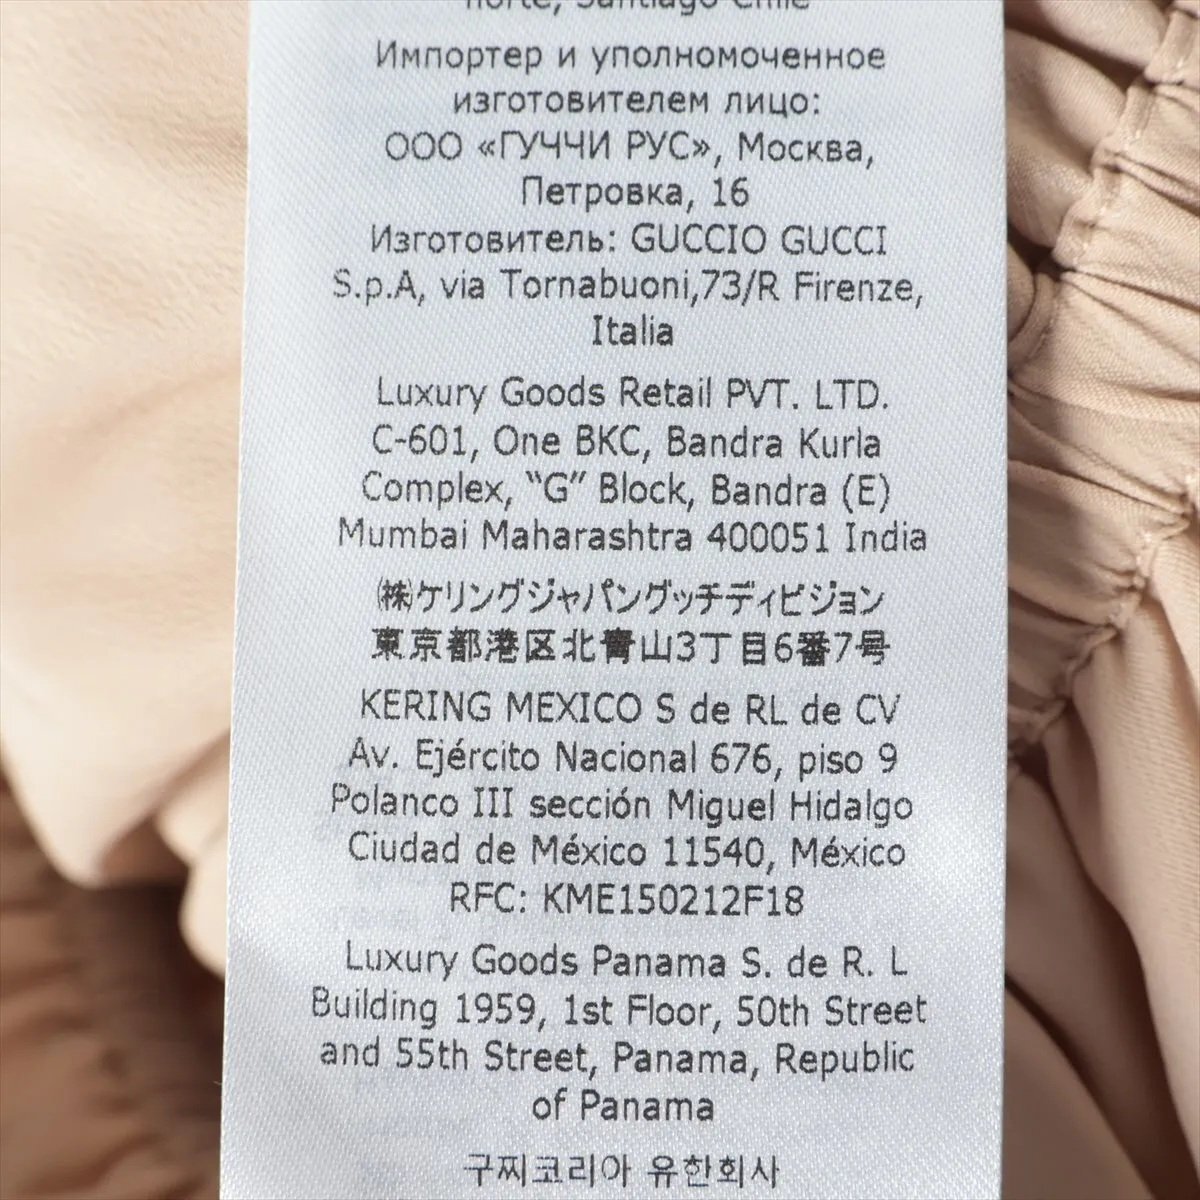 norte, Santiago Chile
Импортер и уполномоченное
изготовителем лицо:
ООО «ГУЧЧИ РУС», Москва,
Петровка, 16
Изготовитель: GUCCIO GUCCI
S.p.A, via Tornabuoni,73/R Firenze,
Italia
Luxury Goods Retail PVT. LTD.
C-601, One BKC, Bandra Kurla
Complex, “G” Block, Bandra (E)
Mumbai Maharashtra 400051 India
㈱ケリングジャパングッチディビジョン
東京都港区北青山3丁目6番7号
KERING MEXICO S de RL de CV
Av. Ejército Nacional 676, piso 9
Polanco III sección Miguel Hidalgo
Ciudad de México 11540, México
RFC: KME150212F18
Luxury Goods Panama S. de R. L
Building 1959, 1st Floor, 50th Street
and 55th Street, Panama, Republic
of Panama
구찌코리아 유한회사